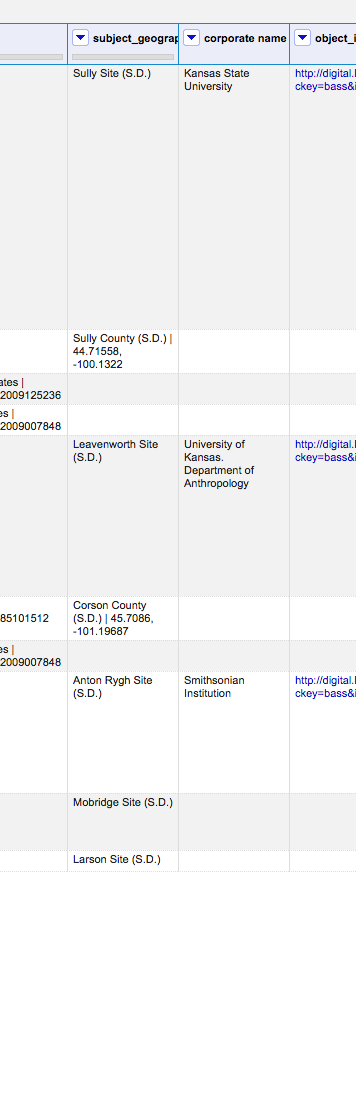 subject_geograp corporate name object_i
Sully Site (S.D.) Kansas State http://digital.l
University ckey=bass&i
Sully County (S.D.) |
44.71558,
-100.1322
ates |
2009125236
es |
2009007848
Leavenworth Site University of http://digital.l
(S.D.) Kansas. ckey=bass&i
Department of
Anthropology
Corson County
85101512 (S.D.) | 45.7086,
-101.19687
es |
2009007848
Anton Rygh Site Smithsonian http://digital.l
(S.D.) Institution ckey=bass&i
Mobridge Site (S.D.)
Larson Site (S.D.)